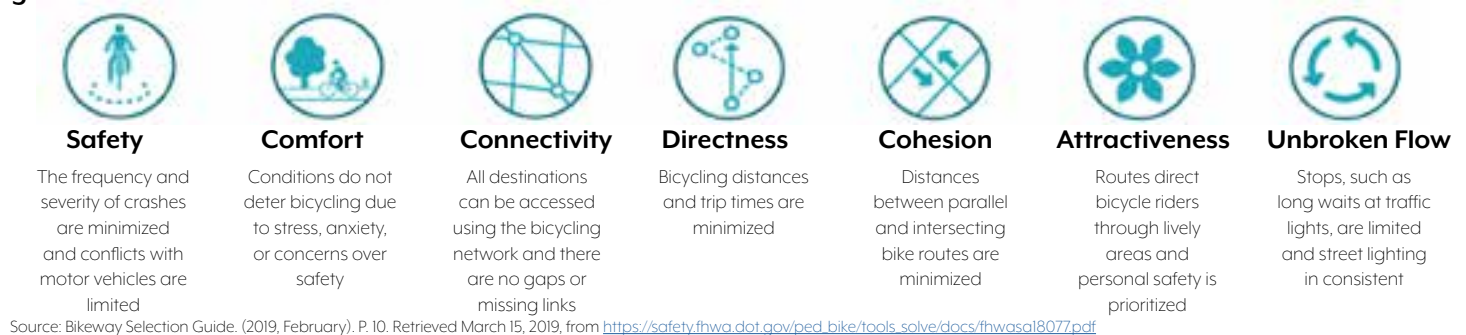 Safety
The frequency and
severity of crashes
are minimized
and conflicts with
motor vehicles are
limited
Comfort
Conditions do not
deter bicycling due
to stress, anxiety,
or concerns over
safety
Connectivity
All destinations
can be accessed
using the bicycling
network and there
are no gaps or
missing links
Directness
Bicycling distances
and trip times are
minimized
Cohesion
Distances
between parallel
and intersecting
bike routes are
minimized
Attractiveness
Routes direct
bicycle riders
through lively
areas and
personal safety is
prioritized
Unbroken Flow
Stops, such as
long waits at traffic
lights, are limited
and street lighting
in consistent
Source: Bikeway Selection Guide. (2019, February). P. 10. Retrieved March 15, 2019, from https://safety.fhwa.dot.gov/ped_bike/tools_solve/docs/fhwasa18077.pdf